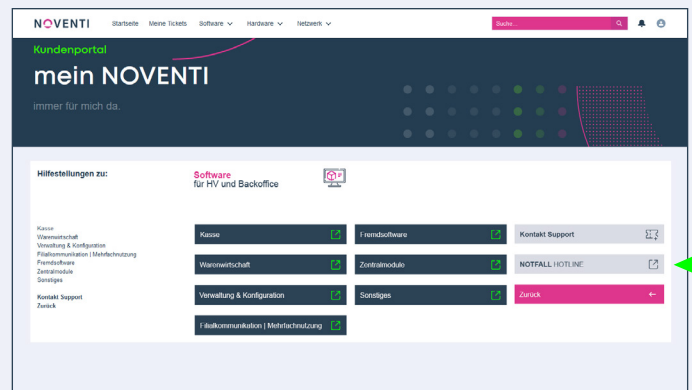 NOVENTI
Startseite Meine Tickets Software Hardware Netzwerk
Suche...
Kundenportal
mein NOVENTI
immer für mich da.
Hilfestellungen zu:
Software
für HV und Backoffice
Kasse
Warenwirtschaft
Verwaltung & Konfiguration
Filialkommunikation | Mehrfachnutzung
Fremdsoftware
Zentralmodule
Sonstiges
Kontakt Support
Zurück
Kasse
Fremdsoftware
Kontakt Support
Warenwirtschaft
Zentralmodule
NOTFALL HOTLINE
Verwaltung & Konfiguration
Sonstiges
Zurück
Filialkommunikation | Mehrfachnutzung